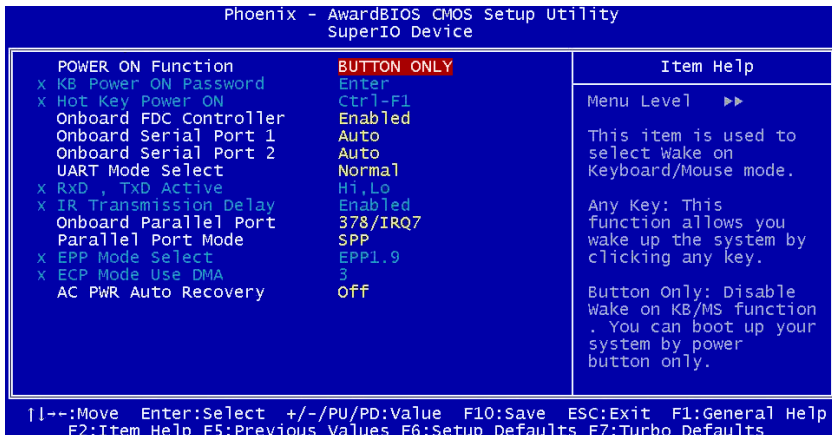 Phoenix - AwardBIOS CMOS Setup Utility
SuperIO Device
POWER ON Function BUTTON ONLY
x KB Power ON Password Enter
x Hot Key Power ON Ctrl-F1
Onboard FDC Controller Enabled
Onboard Serial Port 1 Auto
Onboard Serial Port 2 Auto
UART Mode Select Normal
x RxD , TxD Active Hi,Lo
x IR Transmission Delay Enabled
Onboard Parallel Port 378/IRQ7
Parallel Port Mode SPP
x EPP Mode Select EPP1.9
x ECP Mode Use DMA 3
AC PWR Auto Recovery Off
Item Help
Menu Level ►►
This item is used to
select Wake on
Keyboard/Mouse mode.
Any Key: This
function allows you
wake up the system by
clicking any key.
Button Only: Disable
Wake on KB/MS function
. You can boot up your
system by power
button only.
↑↓→←:Move Enter:Select +/-/PU/PD:Value F10:Save ESC:Exit F1:General Help
F2:Item Help F5:Previous Values F6:Setup Defaults F7:Turbo Defaults